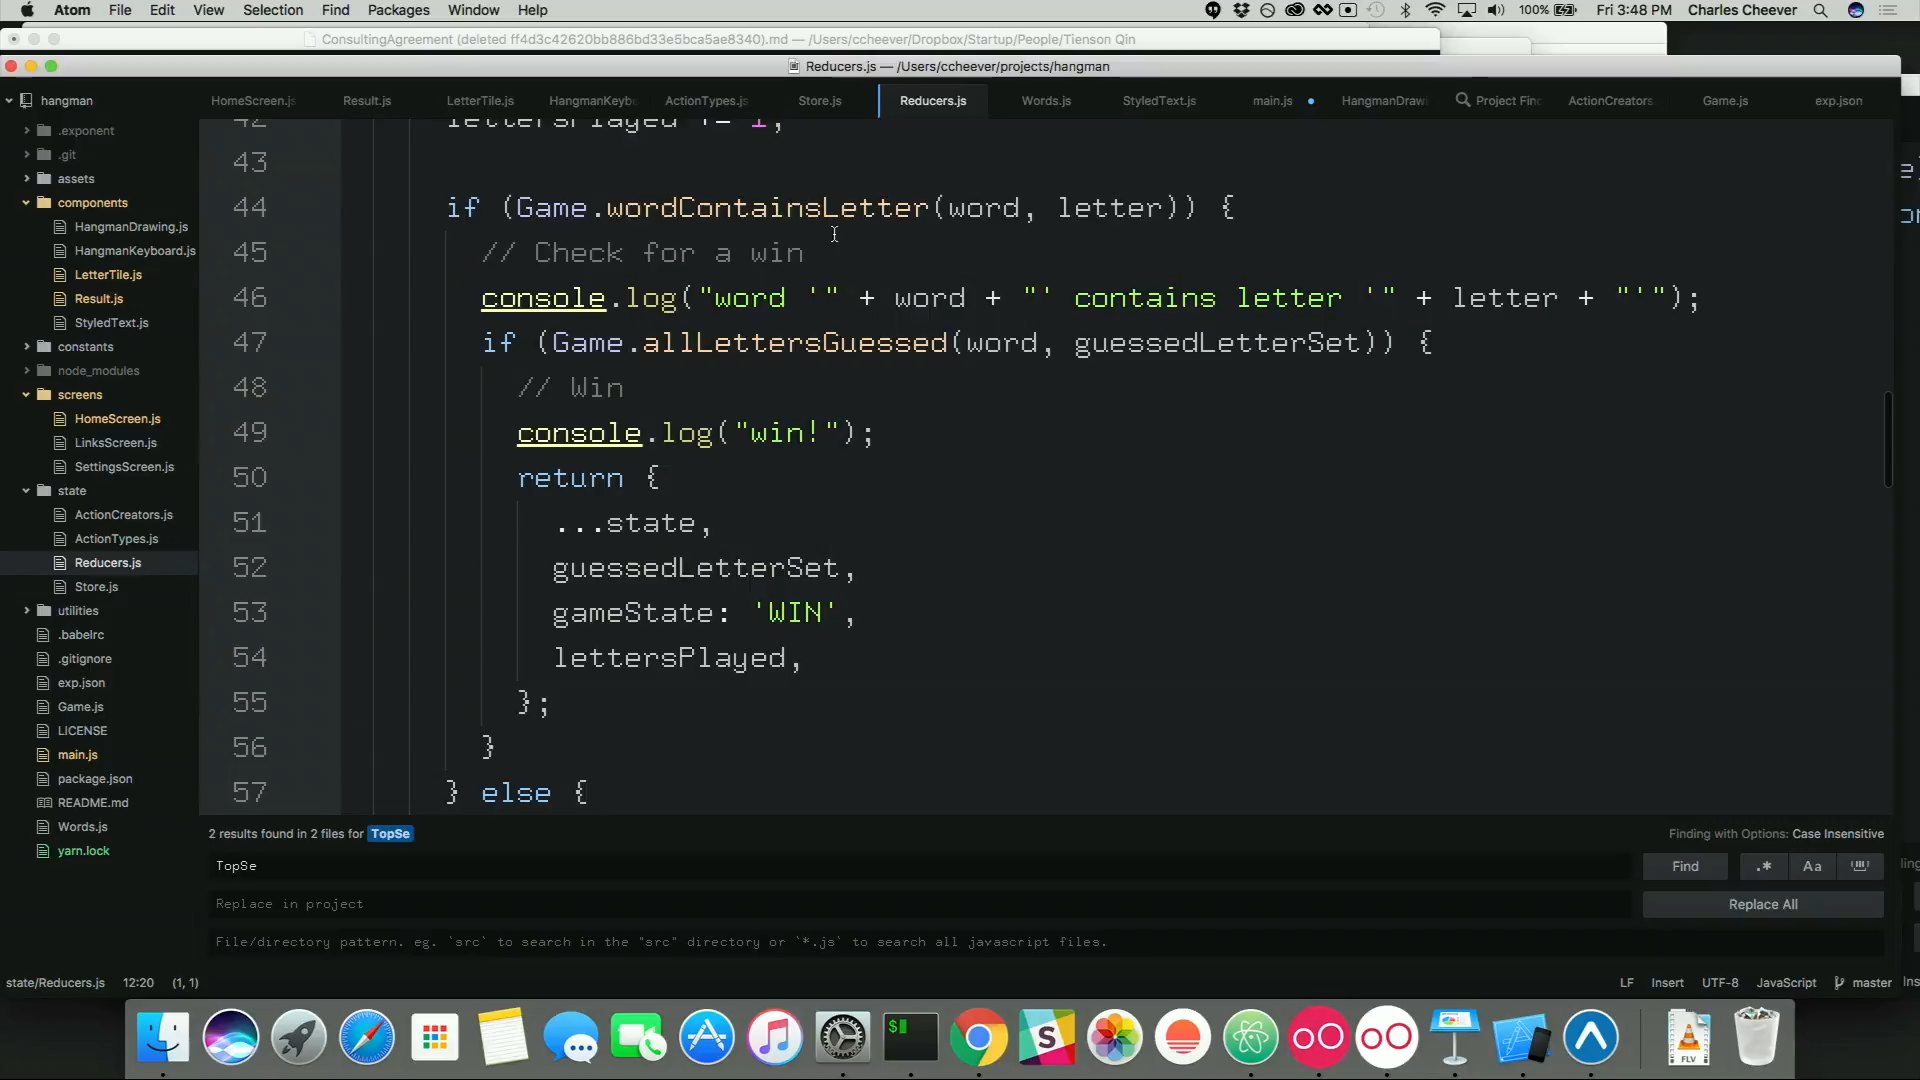 Atom File Edit View Selection Find Packages Window Help 100% Fri 3:48 PM Charles Cheever
ConsultingAgreement (deleted ff4d3c42620bb886bd33e5bca5ae8340).md — /Users/ccheever/Dropbox/Startup/People/Tienson Qin
Reducers.js — /Users/ccheever/projects/hangman
hangman
HomeScreen.js Result.js LetterTile.js HangmanKeyb ActionTypes.js Store.js Reducers.js Words.js StyledText.js main.js HangmanDraw Project Fin ActionCreators. Game.js exp.json
.exponent
.git
assets
components
HangmanDrawing.js
HangmanKeyboard.js
LetterTile.js
Result.js
StyledText.js
constants
node_modules
screens
HomeScreen.js
LinksScreen.js
SettingsScreen.js
state
ActionCreators.js
ActionTypes.js
Reducers.js
Store.js
utilities
.babelrc
.gitignore
exp.json
Game.js
LICENSE
main.js
package.json
README.md
Words.js
yarn.lock
42 lettersPlayed += 1;
43
44 if (Game.wordContainsLetter(word, letter)) {
45 // Check for a win
46 console.log("word '" + word + "' contains letter '" + letter + "'");
47 if (Game.allLettersGuessed(word, guessedLetterSet)) {
48 // Win
49 console.log("win!");
50 return {
51 ...state,
52 guessedLetterSet,
53 gameState: 'WIN',
54 lettersPlayed,
55 };
56 }
57 } else {
2 results found in 2 files for TopSe Finding with Options: Case Insensitive
TopSe Find .* Aa
Replace in project Replace All
File/directory pattern. eg. `src` to search in the "src" directory or `*.js` to search all javascript files.
state/Reducers.js 12:20 (1, 1) LF Insert UTF-8 JavaScript master
$
S
FLV